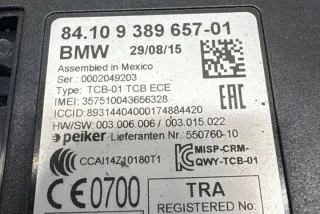 84.10 9 389 657-01
BMW 29/08/15
Assembled in Mexico
Ser.: 0002049203
Type: TCB-01 TCB ECE
IMEI: 357510043656328
ICCID: 89314404000174884420
HW/SW: 003.006.006 / 003.015.022
peiker Lieferanten Nr.: 550760-10
CCAI14Z10180T1
MISP-CRM-
QWY-TCB-01
EAC
CE0700
TRA
REGISTERED No: